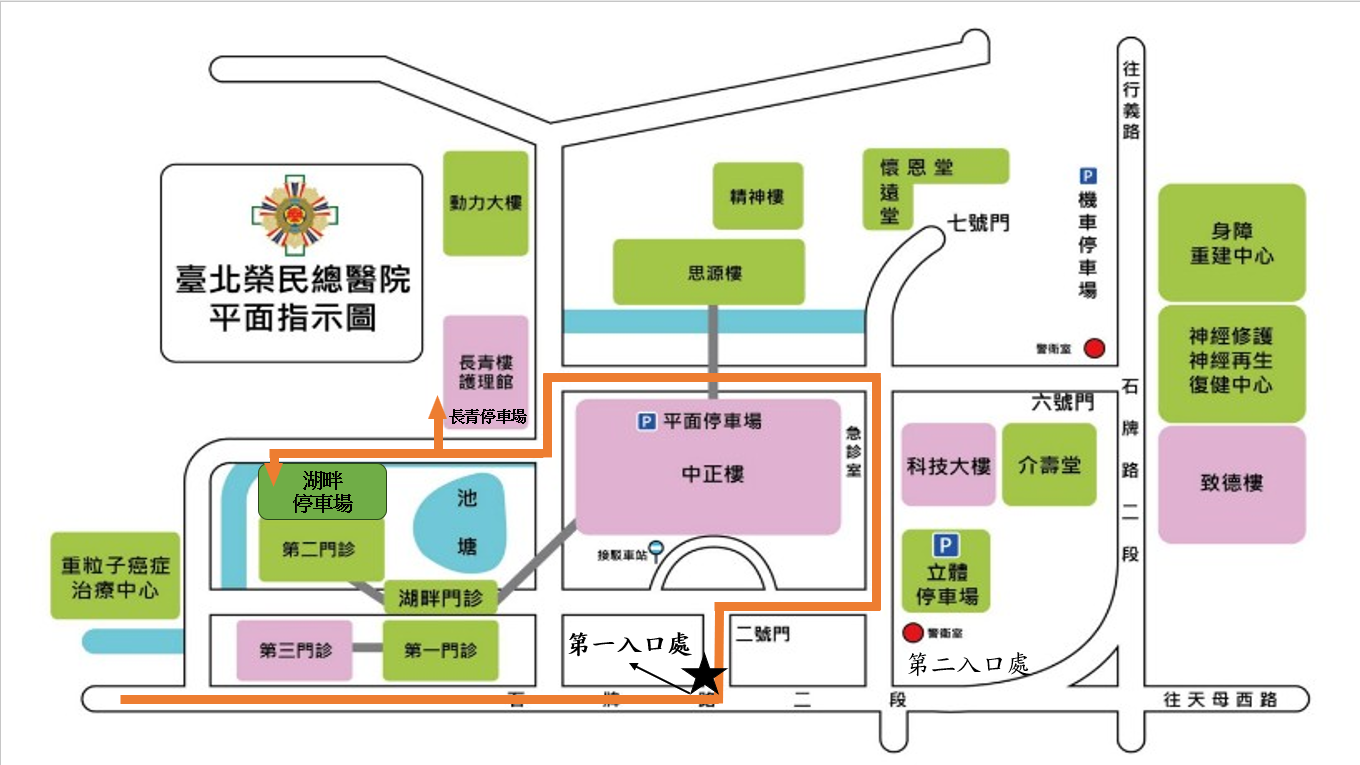 臺北榮民總醫院
平面指示圖
動力大樓
長青樓
護理館
長青停車場
精神樓
思源樓
懷恩堂
遠堂
七號門
P
機車停車場
往行義路
身障
重建中心
神經修護
神經再生
復健中心
致德樓
警衛室
六號門
石牌路二段
P 平面停車場
中正樓
急診室
科技大樓
介壽堂
P
立體
停車場
警衛室
第二入口處
接駁車站
湖畔
停車場
池塘
第二門診
湖畔門診
重粒子癌症
治療中心
第三門診
第一門診
第一入口處
二號門
石牌路二段
往天母西路